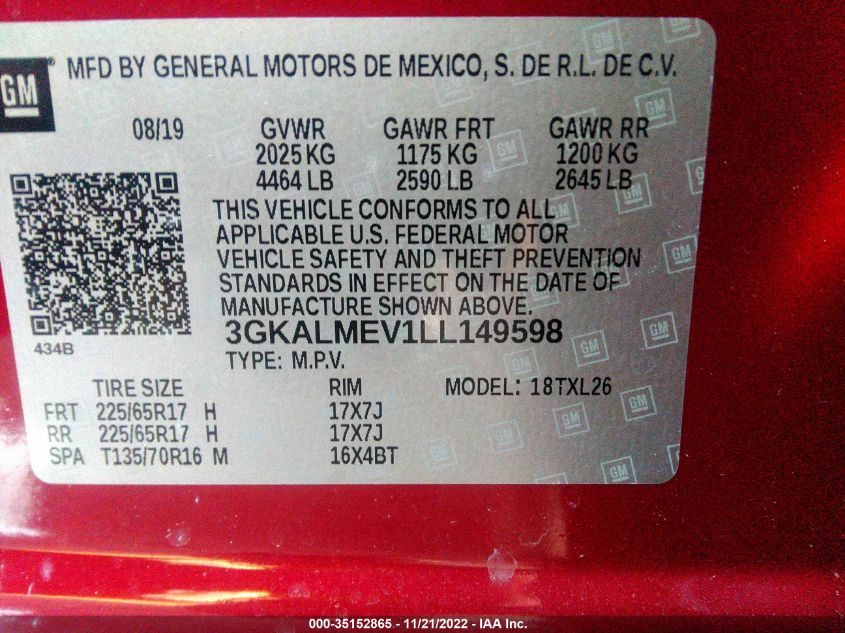 GM ® MFD BY GENERAL MOTORS DE MEXICO, S. DE R.L. DE C.V.
08/19 GVWR GAWR FRT GAWR RR
2025 KG 1175 KG 1200 KG
4464 LB 2590 LB 2645 LB
THIS VEHICLE CONFORMS TO ALL
APPLICABLE U.S. FEDERAL MOTOR
VEHICLE SAFETY AND THEFT PREVENTION
STANDARDS IN EFFECT ON THE DATE OF
MANUFACTURE SHOWN ABOVE.
434B 3GKALMEV1LL149598
TYPE: M.P.V.
TIRE SIZE RIM MODEL: 18TXL26
FRT 225/65R17 H 17X7J
RR 225/65R17 H 17X7J
SPA T135/70R16 M 16X4BT
000-35152865 - 11/21/2022 - IAA Inc.